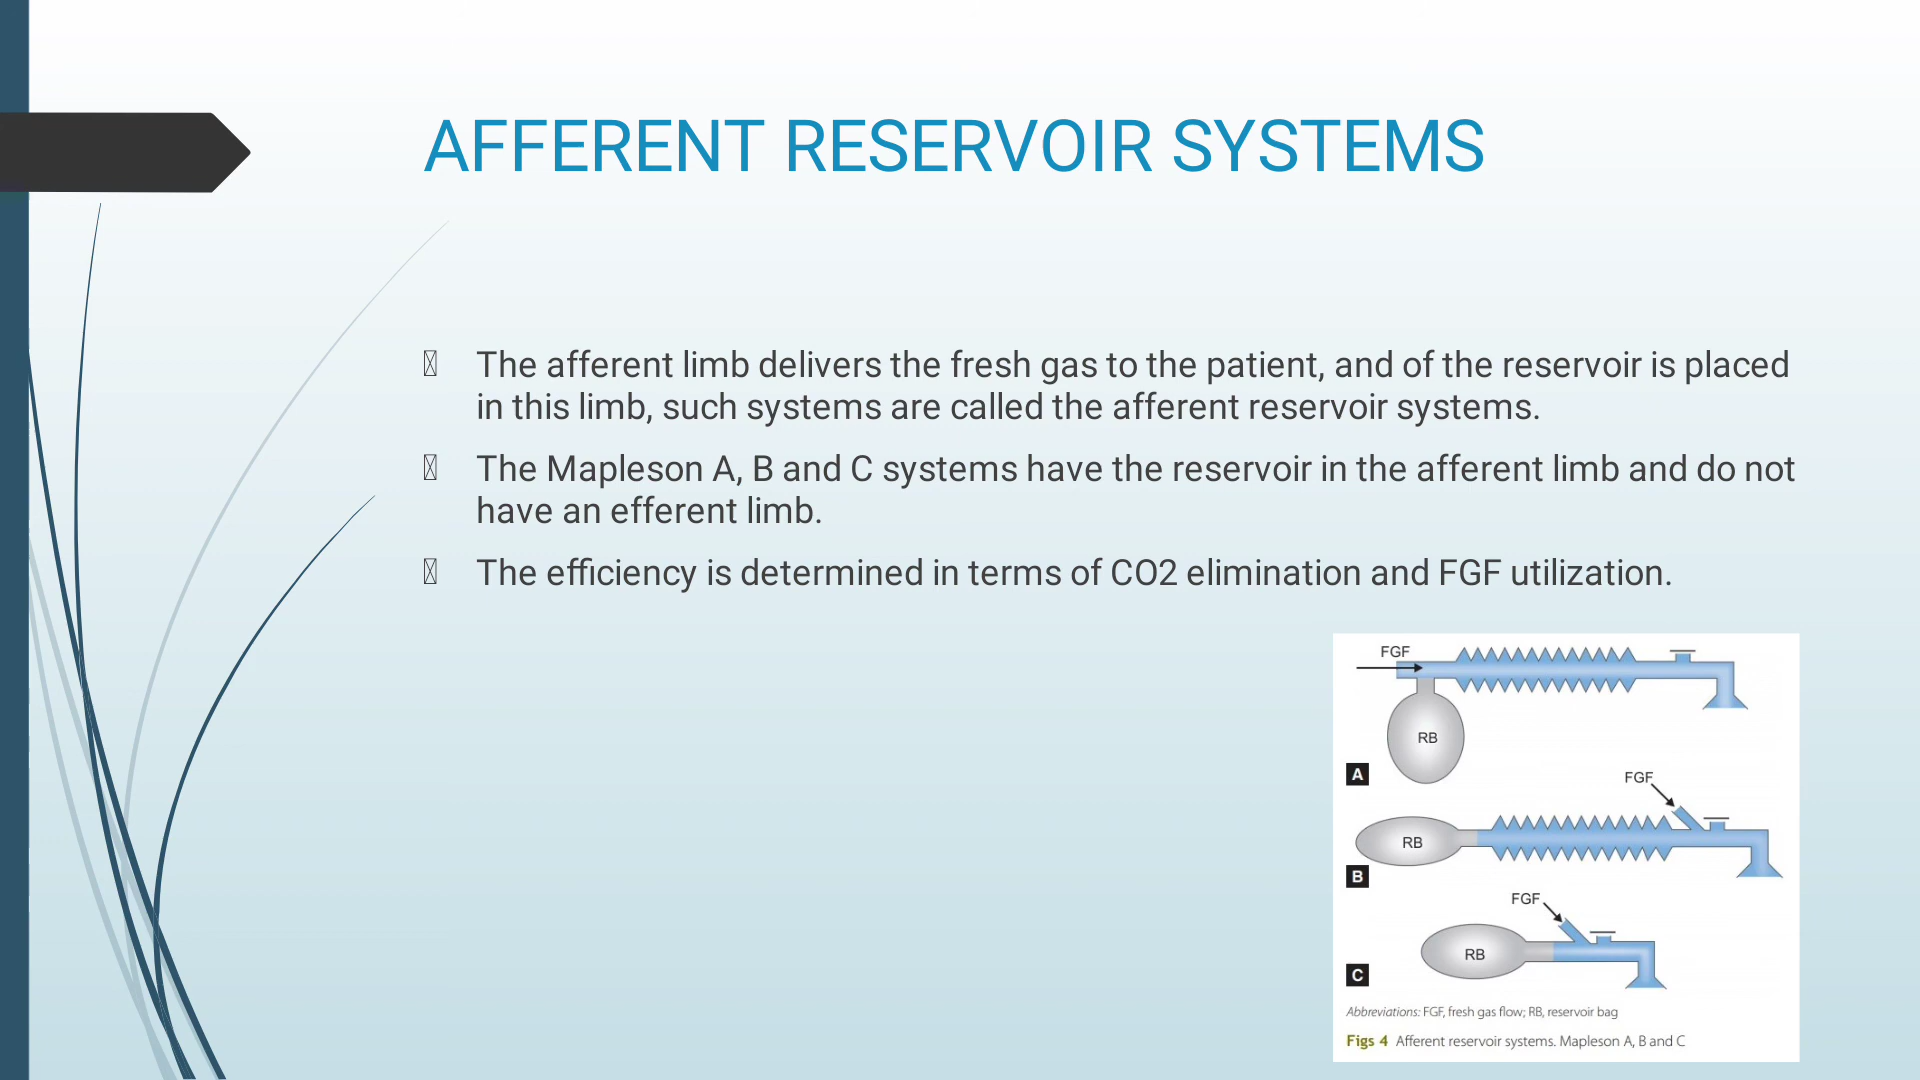 AFFERENT RESERVOIR SYSTEMS
The afferent limb delivers the fresh gas to the patient, and of the reservoir is placed
in this limb, such systems are called the afferent reservoir systems.
The Mapleson A, B and C systems have the reservoir in the afferent limb and do not
have an efferent limb.
The efficiency is determined in terms of CO2 elimination and FGF utilization.
FGF
RB
A
FGF
RB
B
FGF
RB
C
Abbreviations: FGF, fresh gas flow; RB, reservoir bag
Figs 4 Afferent reservoir systems. Mapleson A, B and C